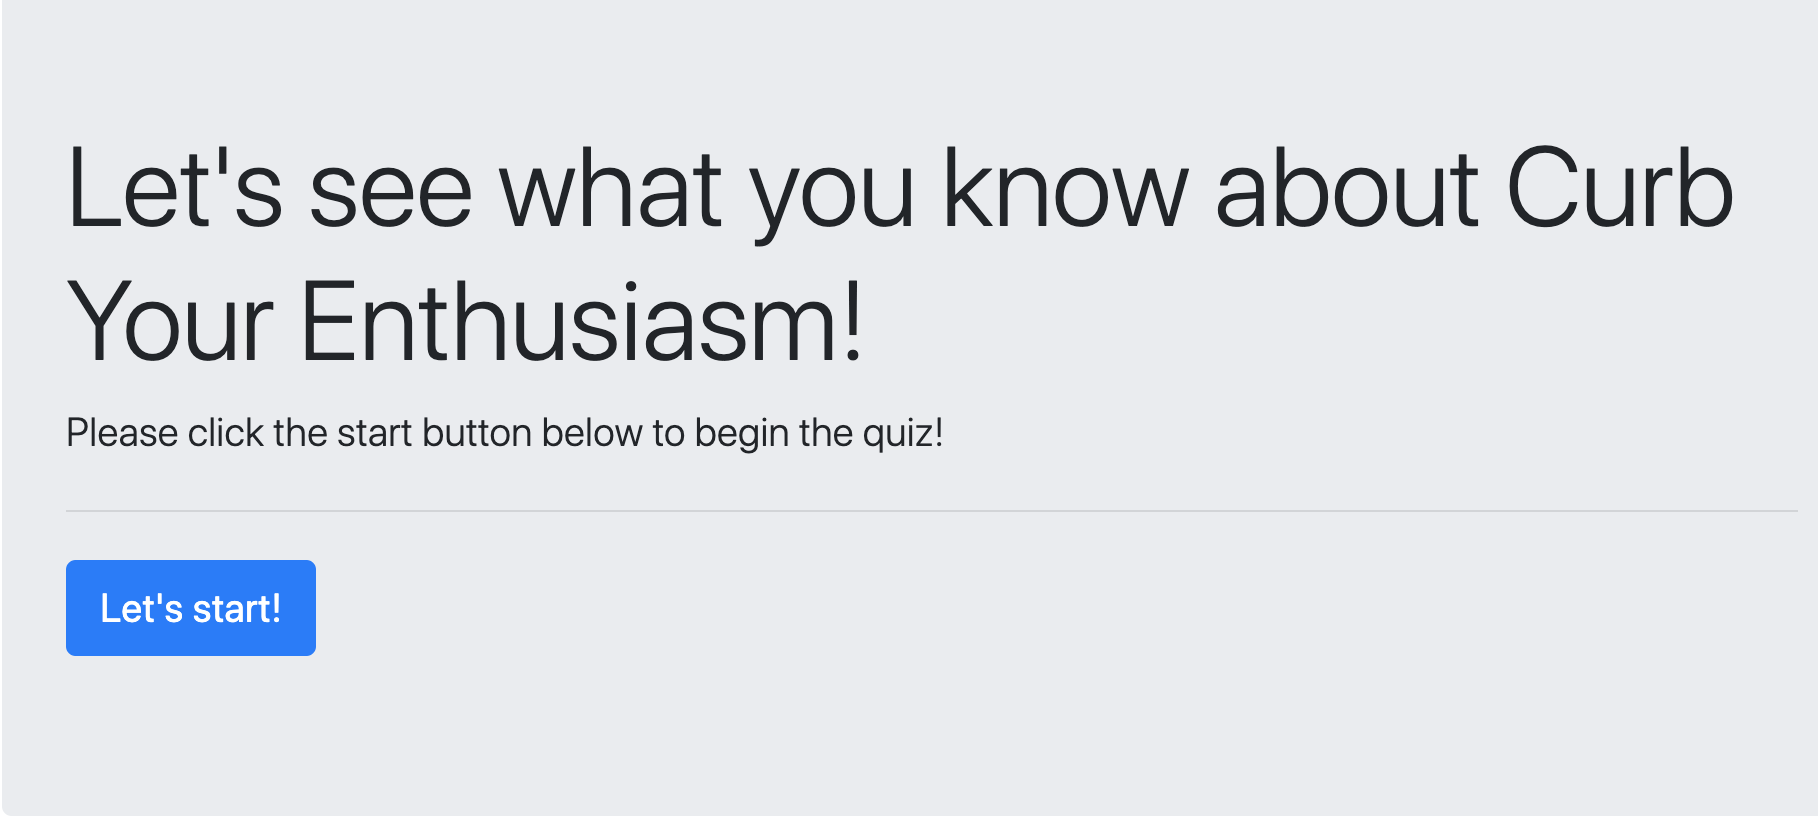 Let's see what you know about Curb
Your Enthusiasm!
Please click the start button below to begin the quiz!
Let's start!